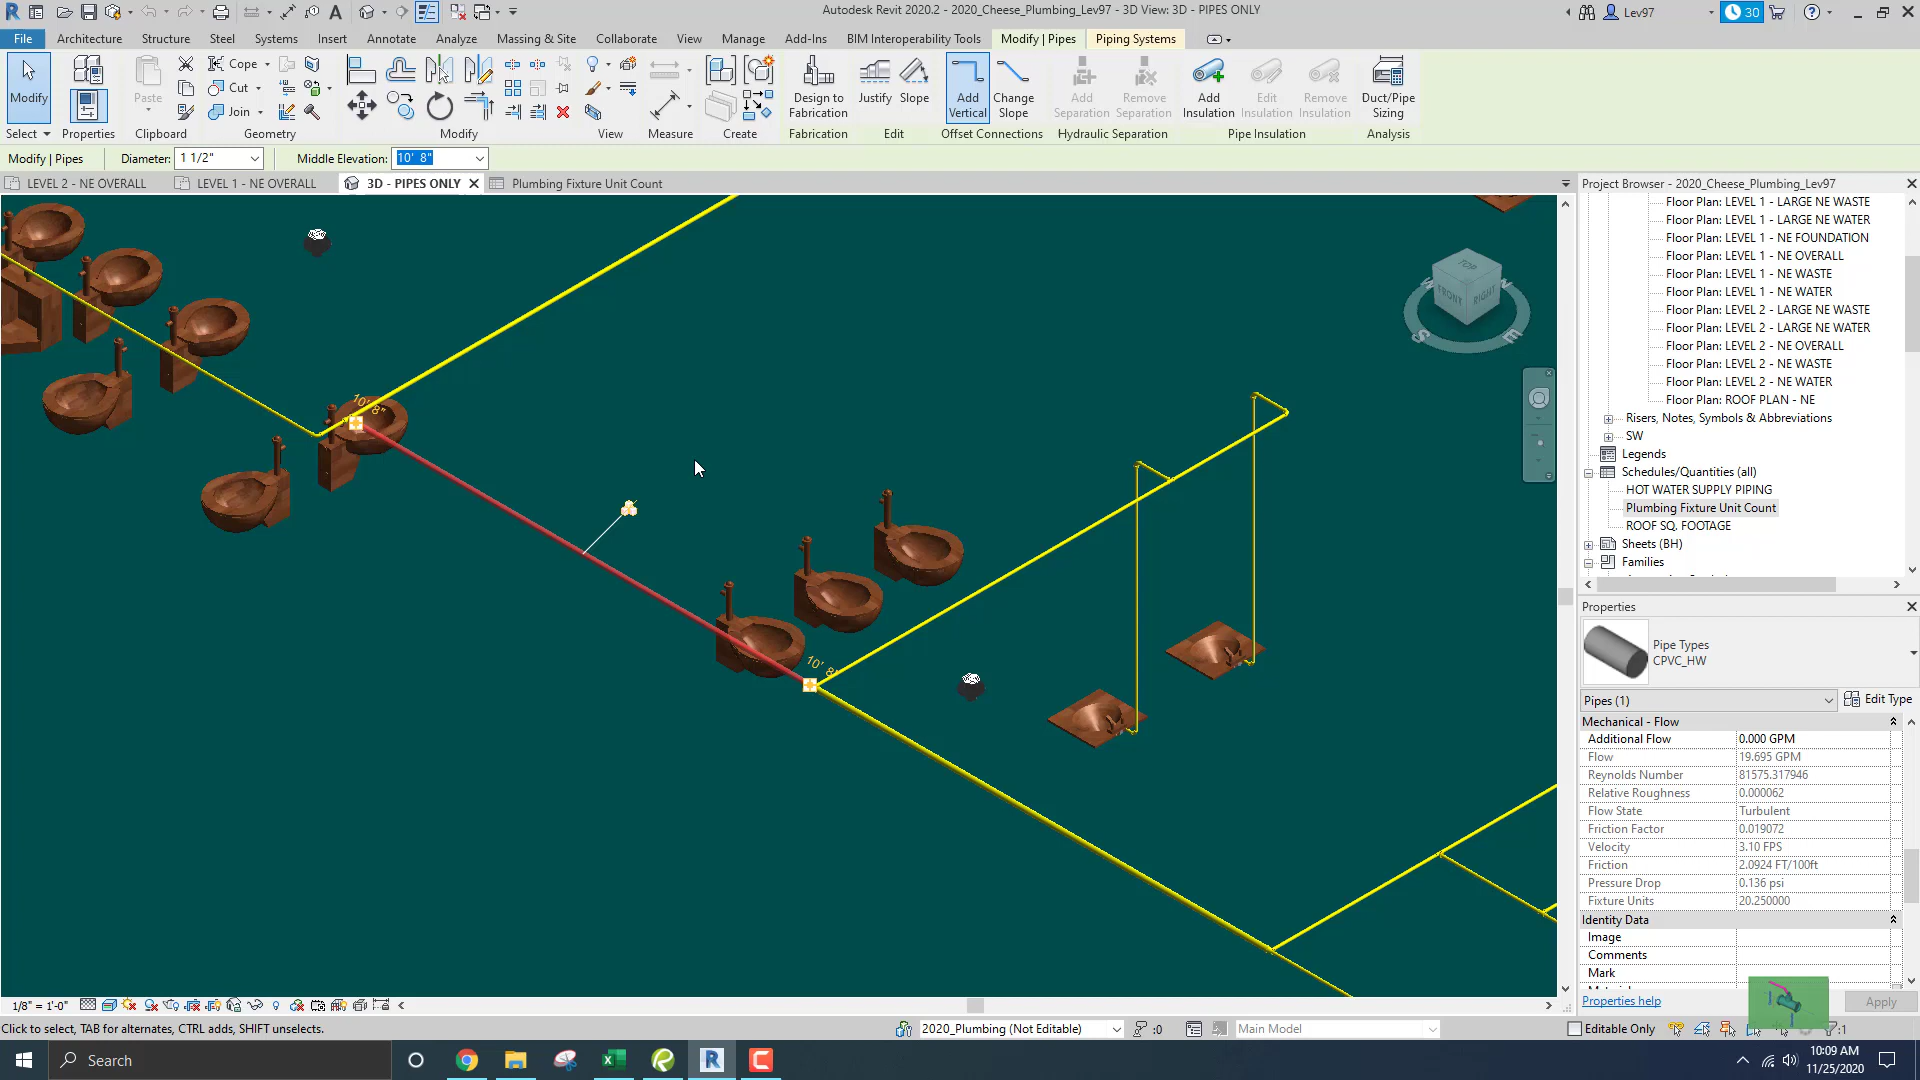 Autodesk Revit 2020.2 - 2020_Cheese_Plumbing_Lev97 - 3D View: 3D - PIPES ONLY
Lev97
30
File
Architecture
Structure
Steel
Systems
Insert
Annotate
Analyze
Massing & Site
Collaborate
View
Manage
Add-Ins
BIM Interoperability Tools
Modify | Pipes
Piping Systems
Modify
Paste
Cope
Cut
Join
Design to
Fabrication
Justify
Slope
Add
Vertical
Change
Slope
Add
Separation
Remove
Separation
Add
Insulation
Edit
Insulation
Remove
Insulation
Duct/Pipe
Sizing
Select
Properties
Clipboard
Geometry
Modify
View
Measure
Create
Fabrication
Edit
Offset Connections
Hydraulic Separation
Pipe Insulation
Analysis
Modify | Pipes
Diameter: 1 1/2"
Middle Elevation: 10' 8"
LEVEL 2 - NE OVERALL
LEVEL 1 - NE OVERALL
3D - PIPES ONLY
Plumbing Fixture Unit Count
10' 8"
10' 8"
TOP
FRONT
RIGHT
S
E
Project Browser - 2020_Cheese_Plumbing_Lev97
Floor Plan: LEVEL 1 - LARGE NE WASTE
Floor Plan: LEVEL 1 - LARGE NE WATER
Floor Plan: LEVEL 1 - NE FOUNDATION
Floor Plan: LEVEL 1 - NE OVERALL
Floor Plan: LEVEL 1 - NE WASTE
Floor Plan: LEVEL 1 - NE WATER
Floor Plan: LEVEL 2 - LARGE NE WASTE
Floor Plan: LEVEL 2 - LARGE NE WATER
Floor Plan: LEVEL 2 - NE OVERALL
Floor Plan: LEVEL 2 - NE WASTE
Floor Plan: LEVEL 2 - NE WATER
Floor Plan: ROOF PLAN - NE
Risers, Notes, Symbols & Abbreviations
SW
Legends
Schedules/Quantities (all)
HOT WATER SUPPLY PIPING
Plumbing Fixture Unit Count
ROOF SQ. FOOTAGE
Sheets (BH)
Families
Properties
Pipe Types
CPVC_HW
Pipes (1)
Edit Type
Mechanical - Flow
Additional Flow 0.000 GPM
Flow 19.695 GPM
Reynolds Number 81575.317946
Relative Roughness 0.000062
Flow State Turbulent
Friction Factor 0.019072
Velocity 3.10 FPS
Friction 2.0924 FT/100ft
Pressure Drop 0.136 psi
Fixture Units 20.250000
Identity Data
Image
Comments
Mark
Properties help
Apply
1/8" = 1'-0"
Click to select, TAB for alternates, CTRL adds, SHIFT unselects.
2020_Plumbing (Not Editable)
:0
Main Model
Editable Only
:1
Search
10:09 AM
11/25/2020